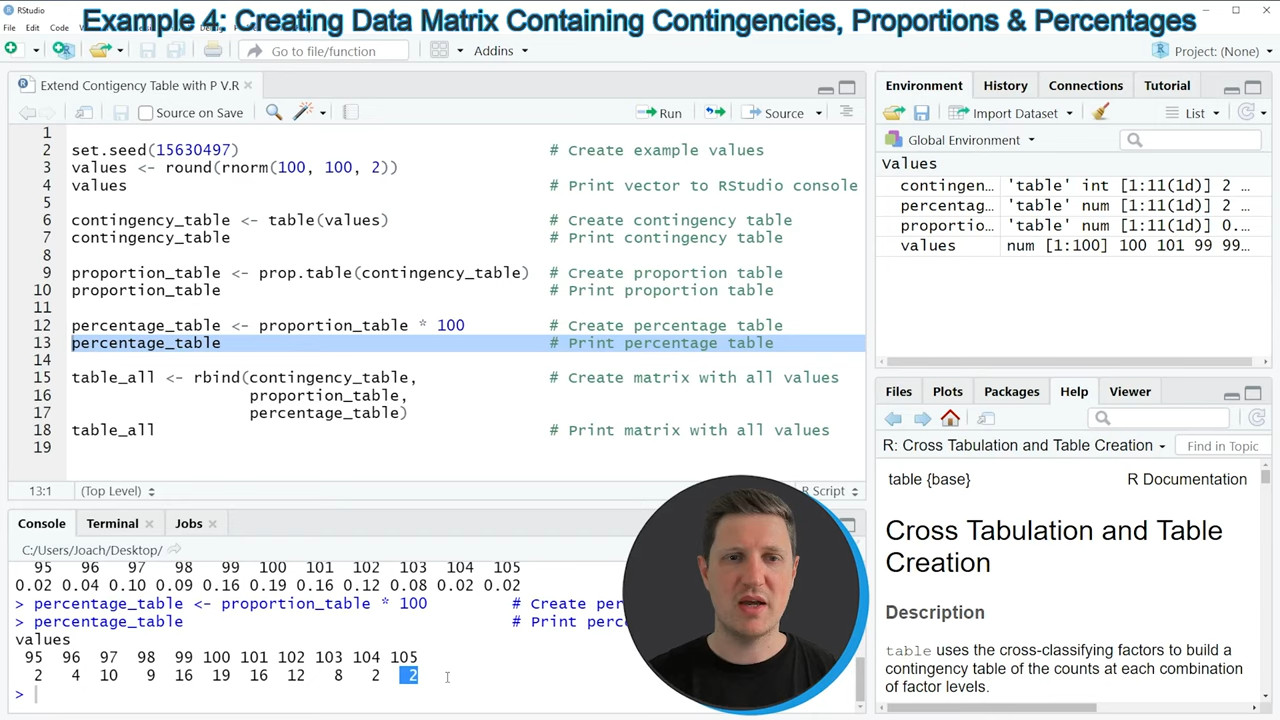 RStudio
Example 4: Creating Data Matrix Containing Contingencies, Proportions & Percentages
File Edit Code
Go to file/function
Addins
Project: (None)
Extend Contigency Table with P V.R
Source on Save
Run
Source
1
2 set.seed(15630497) # Create example values
3 values <- round(rnorm(100, 100, 2))
4 values # Print vector to RStudio console
5
6 contingency_table <- table(values) # Create contingency table
7 contingency_table # Print contingency table
8
9 proportion_table <- prop.table(contingency_table) # Create proportion table
10 proportion_table # Print proportion table
11
12 percentage_table <- proportion_table * 100 # Create percentage table
13 percentage_table # Print percentage table
14
15 table_all <- rbind(contingency_table, # Create matrix with all values
16 proportion_table,
17 percentage_table)
18 table_all # Print matrix with all values
19
13:1 (Top Level) R Script
Console Terminal Jobs
C:/Users/Joach/Desktop/
95 96 97 98 99 100 101 102 103 104 105
0.02 0.04 0.10 0.09 0.16 0.19 0.16 0.12 0.08 0.02 0.02
> percentage_table <- proportion_table * 100 # Create per
> percentage_table # Print perc
values
95 96 97 98 99 100 101 102 103 104 105
2 4 10 9 16 19 16 12 8 2 2
>
Environment History Connections Tutorial
Import Dataset List
Global Environment
Values
contingen… 'table' int [1:11(1d)] 2 …
percentag… 'table' num [1:11(1d)] 2 …
proportio… 'table' num [1:11(1d)] 0.…
values num [1:100] 100 101 99 99…
Files Plots Packages Help Viewer
R: Cross Tabulation and Table Creation Find in Topic
table {base} R Documentation
Cross Tabulation and Table
Creation
Description
table uses the cross-classifying factors to build a
contingency table of the counts at each combination
of factor levels.